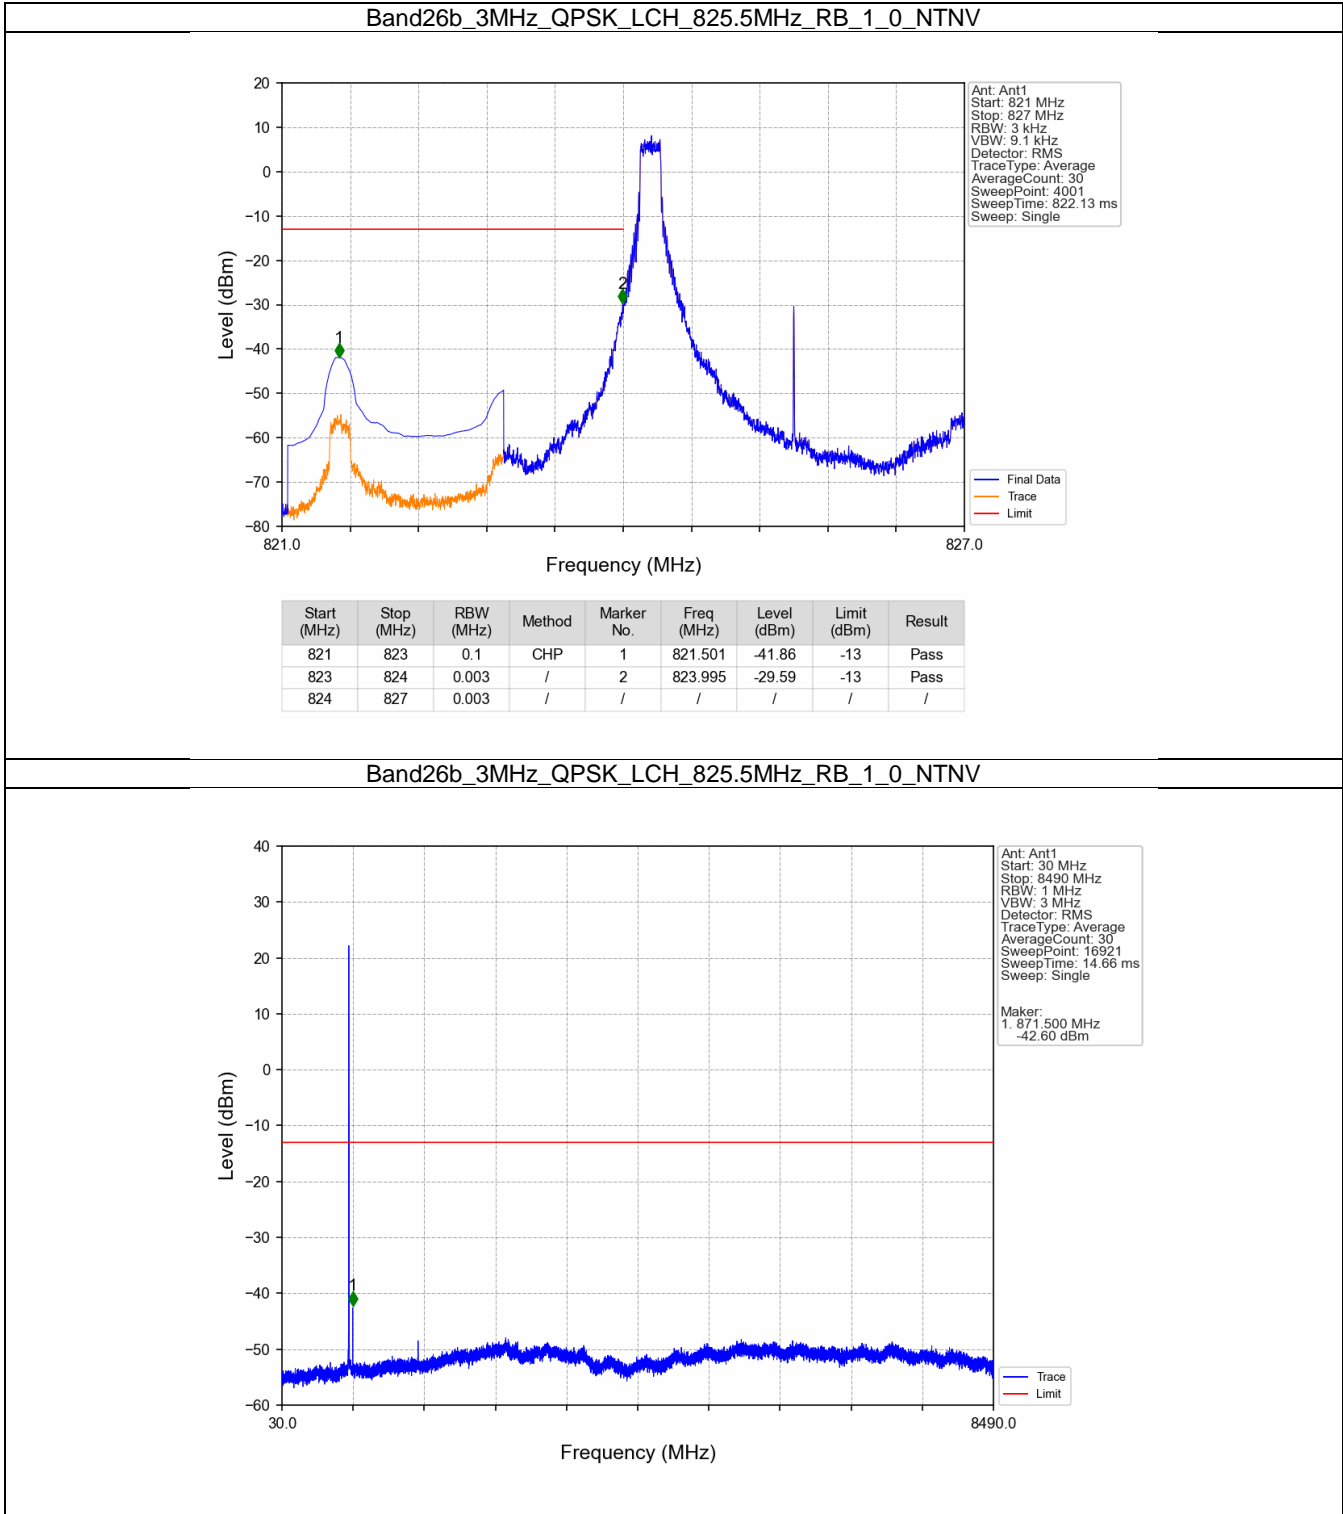 Band26b_3MHz_QPSK_LCH_825.5MHz_RB_1_0_NTNV
20
10
0
−10
−20
−30
−40
−50
−60
−70
−80
Level (dBm)
1
2
821.0
827.0
Frequency (MHz)
Ant: Ant1
Start: 821 MHz
Stop: 827 MHz
RBW: 3 kHz
VBW: 9.1 kHz
Detector: RMS
TraceType: Average
AverageCount: 30
SweepPoint: 4001
SweepTime: 822.13 ms
Sweep: Single
Final Data
Trace
Limit
Start (MHz) Stop (MHz) RBW (MHz) Method Marker No. Freq (MHz) Level (dBm) Limit (dBm) Result
821 823 0.1 CHP 1 821.501 -41.86 -13 Pass
823 824 0.003 / 2 823.995 -29.59 -13 Pass
824 827 0.003 / / / / / /
Band26b_3MHz_QPSK_LCH_825.5MHz_RB_1_0_NTNV
40
30
20
10
0
−10
−20
−30
−40
−50
−60
Level (dBm)
1
30.0
8490.0
Frequency (MHz)
Ant: Ant1
Start: 30 MHz
Stop: 8490 MHz
RBW: 1 MHz
VBW: 3 MHz
Detector: RMS
TraceType: Average
AverageCount: 30
SweepPoint: 16921
SweepTime: 14.66 ms
Sweep: Single
Maker:
1. 871.500 MHz
-42.60 dBm
Trace
Limit